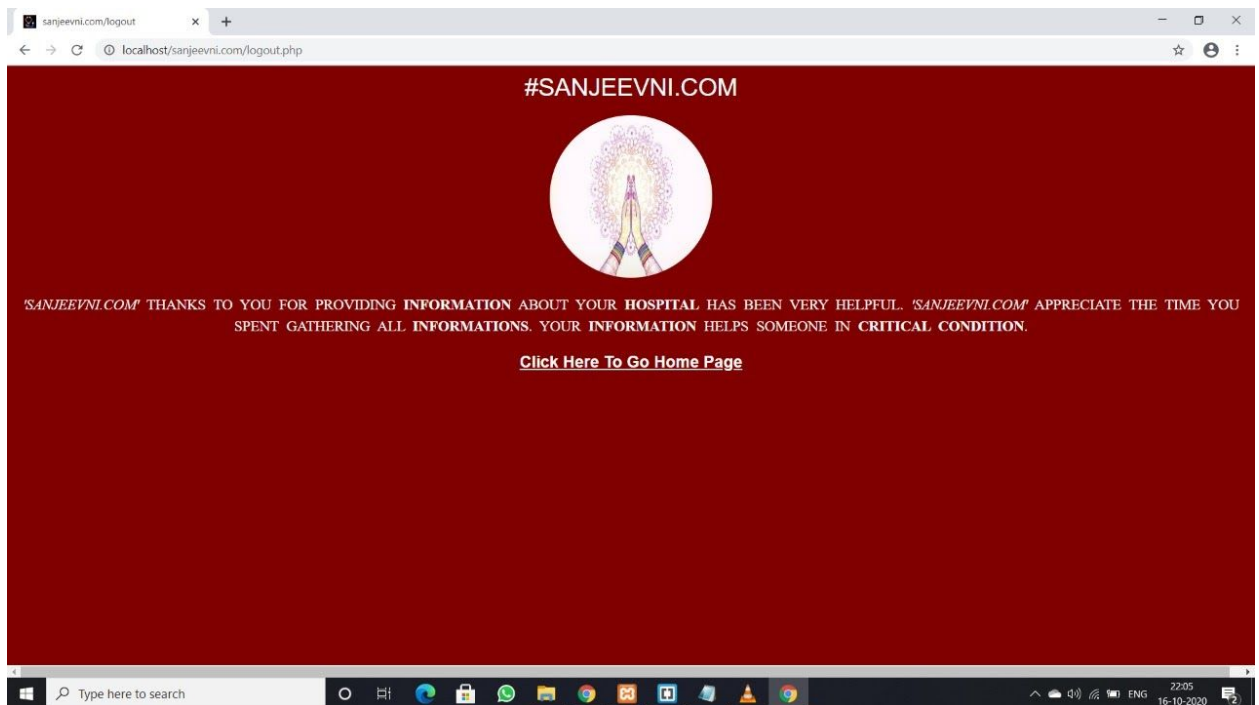 sanjeevni.com/logout
localhost/sanjeevni.com/logout.php
#SANJEEVNI.COM
'SANJEEVNI.COM' THANKS TO YOU FOR PROVIDING INFORMATION ABOUT YOUR HOSPITAL HAS BEEN VERY HELPFUL. 'SANJEEVNI.COM' APPRECIATE THE TIME YOU
SPENT GATHERING ALL INFORMATIONS. YOUR INFORMATION HELPS SOMEONE IN CRITICAL CONDITION.
Click Here To Go Home Page
Type here to search
ENG
22:05
16-10-2020
2